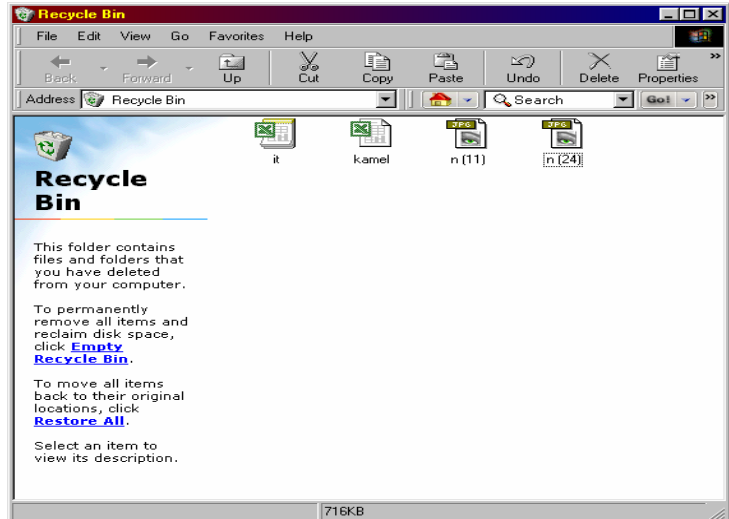 Recycle Bin
File Edit View Go Favorites Help
Back Forward Up Cut Copy Paste Undo Delete Properties »
Address Recycle Bin Search Go! »
it kamel n (11) n (24)
JPG JPG
Recycle
Bin
This folder contains
files and folders that
you have deleted
from your computer.
To permanently
remove all items and
reclaim disk space,
click Empty
Recycle Bin.
To move all items
back to their original
locations, click
Restore All.
Select an item to
view its description.
716KB